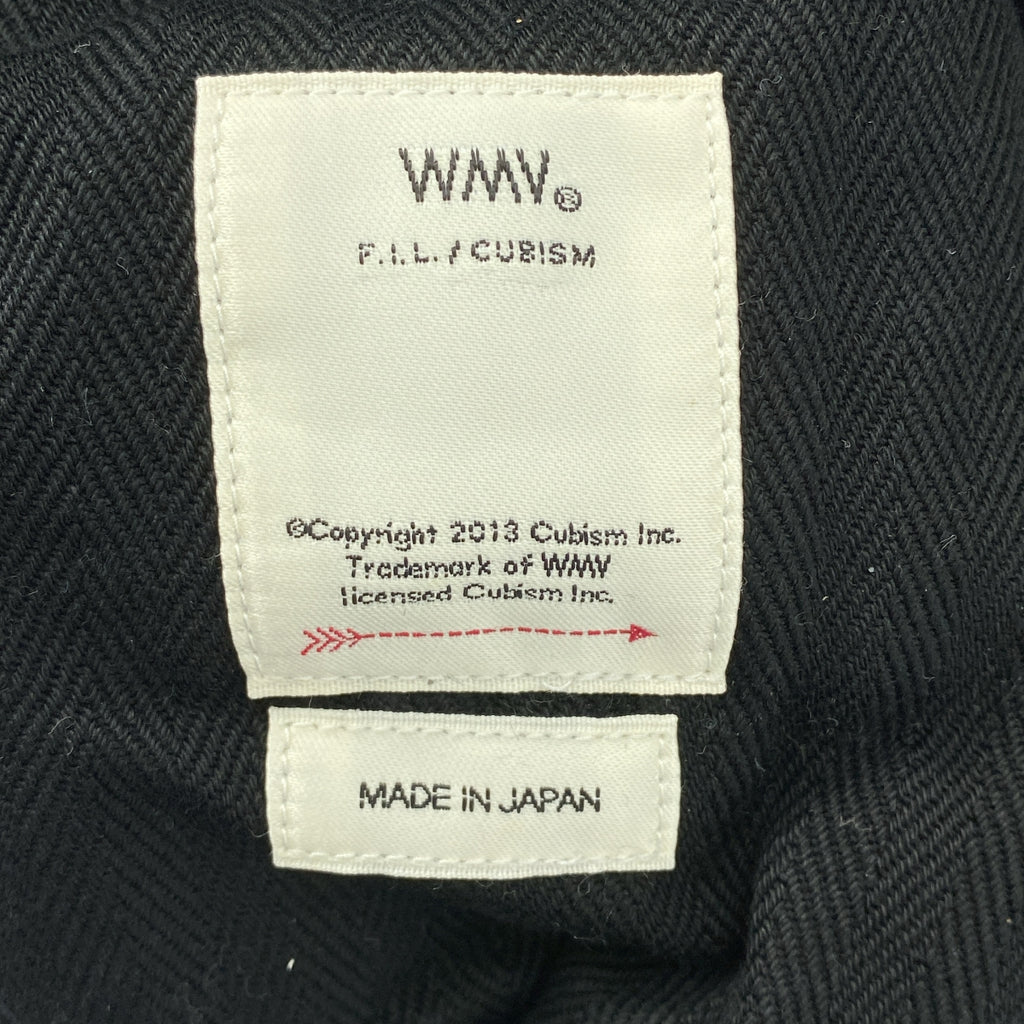 WMV®
F.I.L. / CUBISM
©Copyright 2013 Cubism Inc.
Trademark of WMV
licensed Cubism Inc.
MADE IN JAPAN